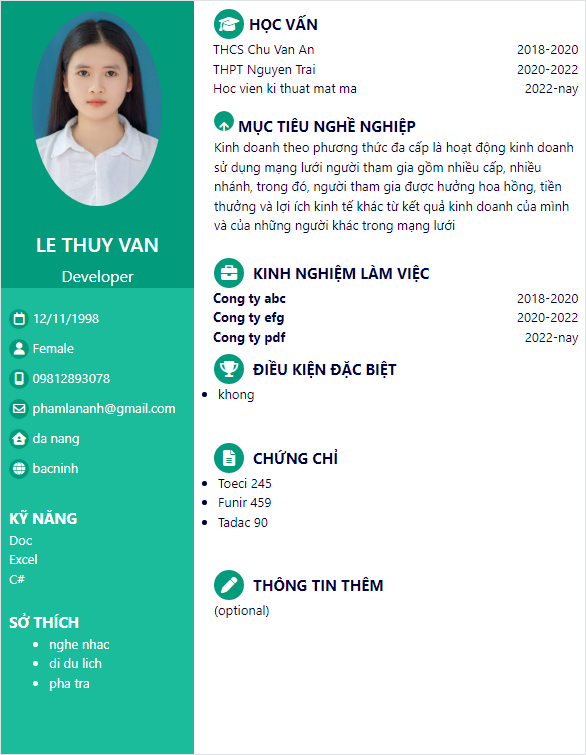 LE THUY VAN
Developer
12/11/1998
Female
09812893078
phamlananh@gmail.com
da nang
bacninh
KỸ NĂNG
Doc
Excel
C#
SỞ THÍCH
nghe nhac
di du lich
pha tra
HỌC VẤN
THCS Chu Van An 2018-2020
THPT Nguyen Trai 2020-2022
Hoc vien ki thuat mat ma 2022-nay
MỤC TIÊU NGHỀ NGHIỆP
Kinh doanh theo phương thức đa cấp là hoạt động kinh doanh
sử dụng mạng lưới người tham gia gồm nhiều cấp, nhiều
nhánh, trong đó, người tham gia được hưởng hoa hồng, tiền
thưởng và lợi ích kinh tế khác từ kết quả kinh doanh của mình
và của những người khác trong mạng lưới
KINH NGHIỆM LÀM VIỆC
Cong ty abc 2018-2020
Cong ty efg 2020-2022
Cong ty pdf 2022-nay
ĐIỀU KIỆN ĐẶC BIỆT
khong
CHỨNG CHỈ
Toeci 245
Funir 459
Tadac 90
THÔNG TIN THÊM
(optional)